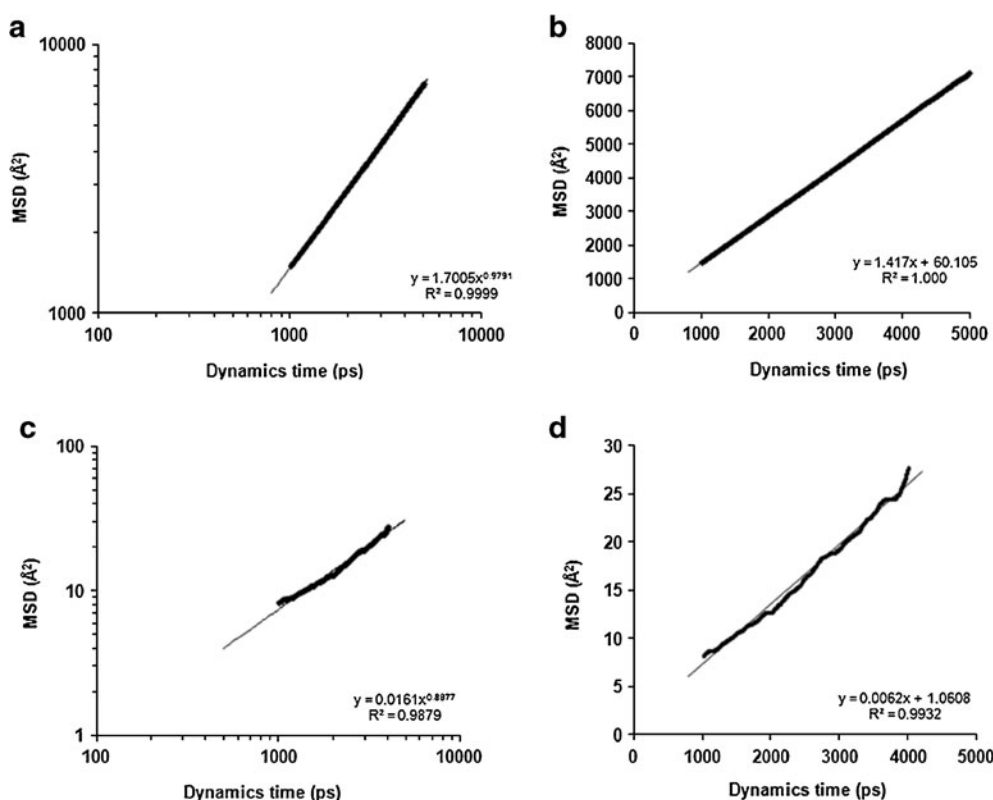 a
10000
1000
MSD (Å²)
100
1000
10000
Dynamics time (ps)
y = 1.7005x^0.9791
R² = 0.9999
b
8000
7000
6000
5000
4000
3000
2000
1000
0
MSD (Å²)
0
1000
2000
3000
4000
5000
Dynamics time (ps)
y = 1.417x + 60.105
R² = 1.000
c
100
10
1
MSD (Å²)
100
1000
10000
Dynamics time (ps)
y = 0.0161x^0.8977
R² = 0.9879
d
30
25
20
15
10
5
0
MSD (Å²)
0
1000
2000
3000
4000
5000
Dynamics time (ps)
y = 0.0062x + 1.0608
R² = 0.9932